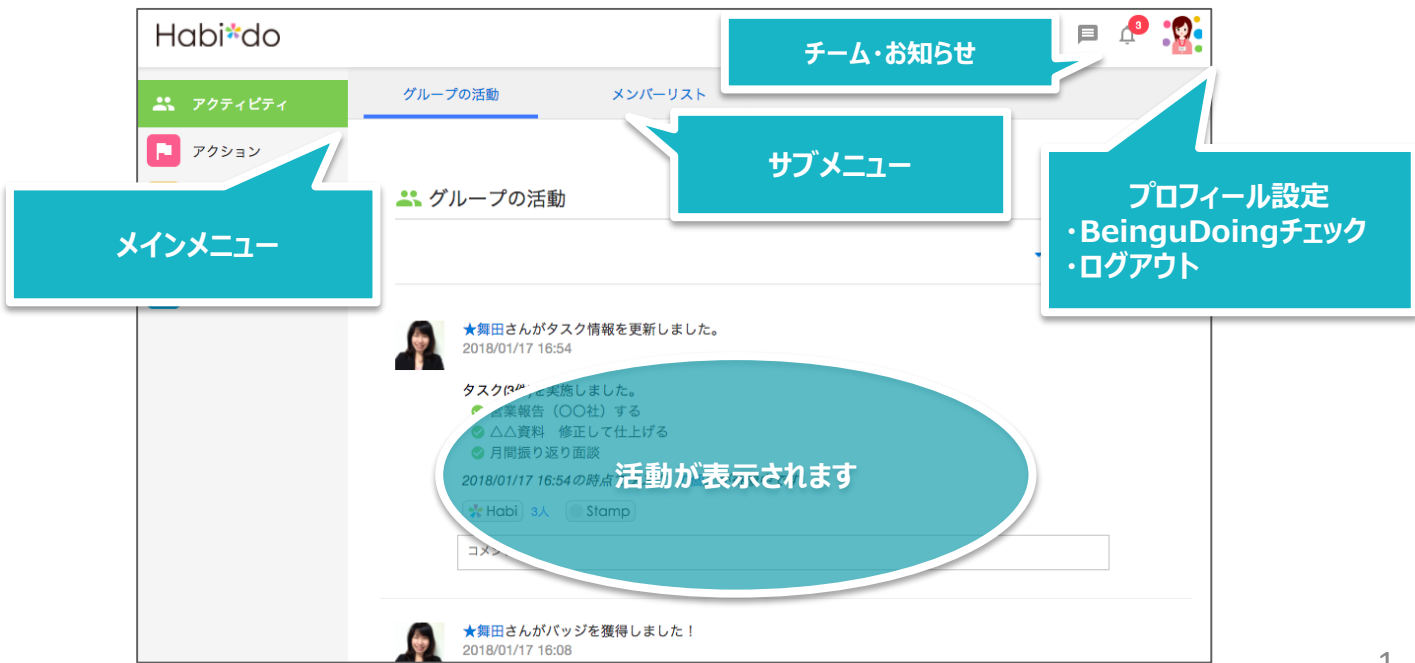 Habi*do
チーム・お知らせ
3
アクティビティ
グループの活動
メンバーリスト
アクション
サブメニュー
プロフィール設定
・BeinguDoingチェック
・ログアウト
グループの活動
メインメニュー
★舞田さんがタスク情報を更新しました。
2018/01/17 16:54
タスク(3件)を実施しました。
営業報告（〇〇社）する
△△資料　修正して仕上げる
月間振り返り面談
2018/01/17 16:54の時点
活動が表示されます
Habi 3人 Stamp
コメン
★舞田さんがバッジを獲得しました！
2018/01/17 16:08
1